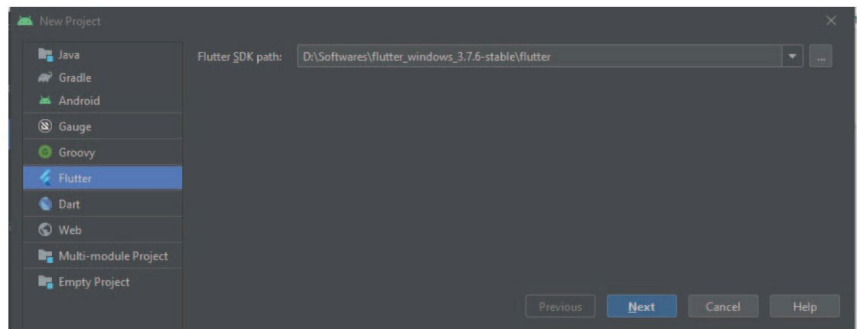 New Project
Java
Flutter SDK path: D:\Softwares\flutter_windows_3.7.6-stable\flutter
Gradle
Android
Gauge
Groovy
Flutter
Dart
Web
Multi-module Project
Empty Project
Previous Next Cancel Help